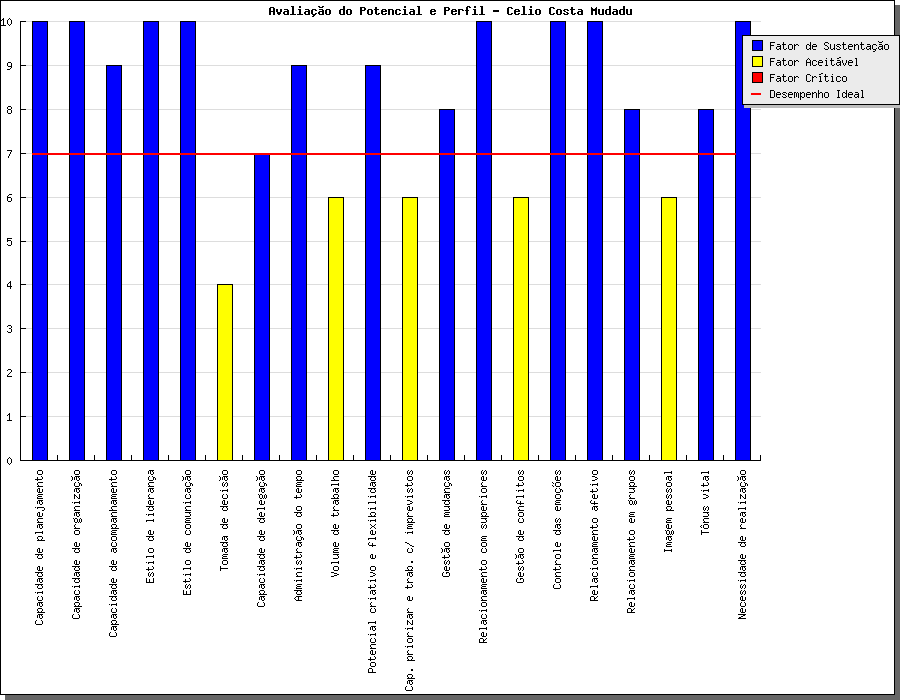 Avaliação do Potencial e Perfil - Celio Costa Mudadu
10
9
8
7
6
5
4
3
2
1
0
Fator de Sustentação
Fator Aceitável
Fator Crítico
Desempenho Ideal
Capacidade de planejamento
Capacidade de organização
Capacidade de acompanhamento
Estilo de liderança
Estilo de comunicação
Tomada de decisão
Capacidade de delegação
Administração do tempo
Volume de trabalho
Potencial criativo e flexibilidade
Cap. priorizar e trab. c/ imprevistos
Gestão de mudanças
Relacionamento com superiores
Gestão de conflitos
Controle das emoções
Relacionamento afetivo
Relacionamento em grupos
Imagem pessoal
Tônus vital
Necessidade de realização